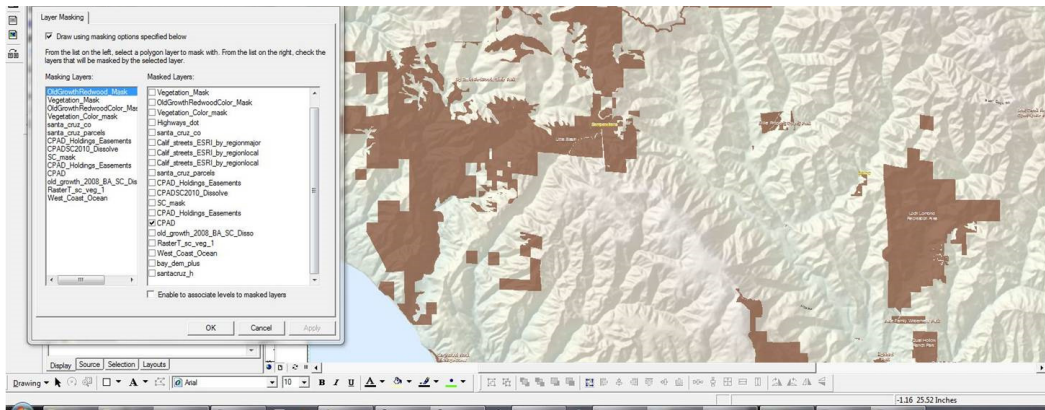 Layer Masking
Draw using masking options specified below
From the list on the left, select a polygon layer to mask with. From the list on the right, check the
layers that will be masked by the selected layer.
Masking Layers:
OldGrowthRedwood_Mask
Vegetation_Mask
OldGrowthRedwoodColor_Mas
Vegetation_Color_mask
santa_cruz_co
santa_cruz_parcels
CPAD_Holdings_Easements
CPADSC2010_Dissolve
SC_mask
CPAD_Holdings_Easements
CPAD
old_growth_2008_BA_SC_Dis
RasterT_sc_veg_1
West_Coast_Ocean
Masked Layers:
Vegetation_Mask
OldGrowthRedwoodColor_Mask
Vegetation_Color_mask
Highways_dot
santa_cruz_co
Calif_streets_ESRI_by_regionmajor
Calif_streets_ESRI_by_regionlocal
Calif_streets_ESRI_by_regionlocal
santa_cruz_parcels
CPAD_Holdings_Easements
CPADSC2010_Dissolve
SC_mask
CPAD_Holdings_Easements
CPAD
old_growth_2008_BA_SC_Disso
RasterT_sc_veg_1
West_Coast_Ocean
bay_dem_plus
santacruz_h
Enable to associate levels to masked layers
OK
Cancel
Apply
Display
Source
Selection
Layouts
Drawing
Arial
10
B I U
-1.16 25.52 Inches